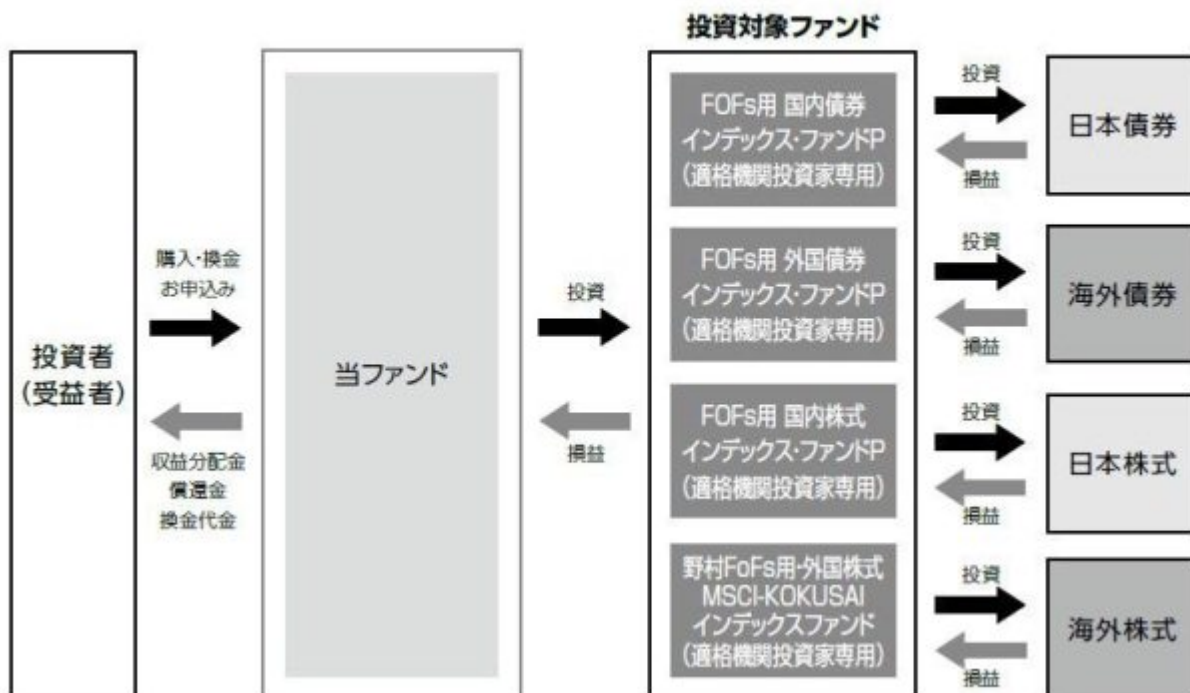 投資対象ファンド
投資者
(受益者)
購入・換金
お申込み
収益分配金
償還金
換金代金
当ファンド
投資
損益
FOFs用 国内債券
インデックス・ファンドP
(適格機関投資家専用)
投資
損益
日本債券
FOFs用 外国債券
インデックス・ファンドP
(適格機関投資家専用)
投資
損益
海外債券
FOFs用 国内株式
インデックス・ファンドP
(適格機関投資家専用)
投資
損益
日本株式
野村FoFs用・外国株式
MSCI-KOKUSAI
インデックスファンド
(適格機関投資家専用)
投資
損益
海外株式